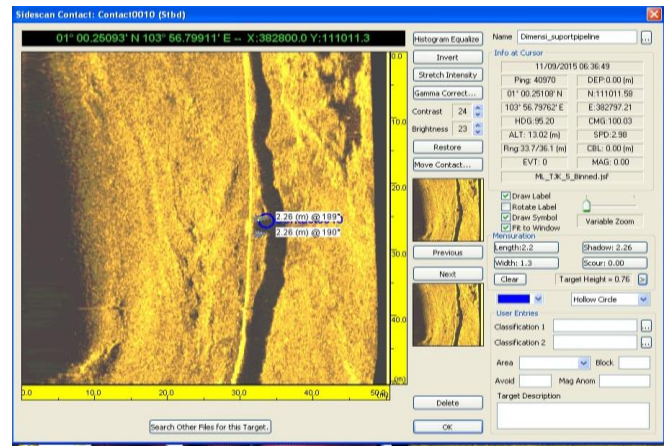 Sidescan Contact: Contact0010 (Stbd)
01° 00.25093' N 103° 56.79911' E -- X:382800.0 Y:111011.3
0.0
10.0
20.0
30.0
40.0
2.26 (m) @ 189°
2.26 (m) @ 190°
0.0 10.0 20.0 30.0 40.0 50.0
(m)
Search Other Files for this Target.
Histogram Equalize
Invert
Stretch Intensity
Gamma Correct...
Contrast 24
Brightness 23
Restore
Move Contact...
Previous
Next
Delete
OK
Name Dimensi_suportpipeline ...
Info at Cursor
11/09/2015 06:36:49
Ping: 40970 DEP:0.00 (m)
01° 00.25108' N N:111011.58
103° 56.79762' E E:382797.21
HDG:95.20 CMG:100.03
ALT: 13.02 (m) SPD:2.98
Rng:33.7/36.1 (m) CBL: 0.00 (m)
EVT: 0 MAG: 0.00
ML_TJK_5_Binned.jsf
Draw Label
Rotate Label
Draw Symbol
Fit to Window
Variable Zoom
Mensuration
Length:2.2 Shadow: 2.26
Width: 1.3 Scour: 0.00
Clear Target Height = 0.76 >
Hollow Circle
User Entries
Classification 1 ...
Classification 2 ...
Area Block
Avoid Mag Anom
Target Description